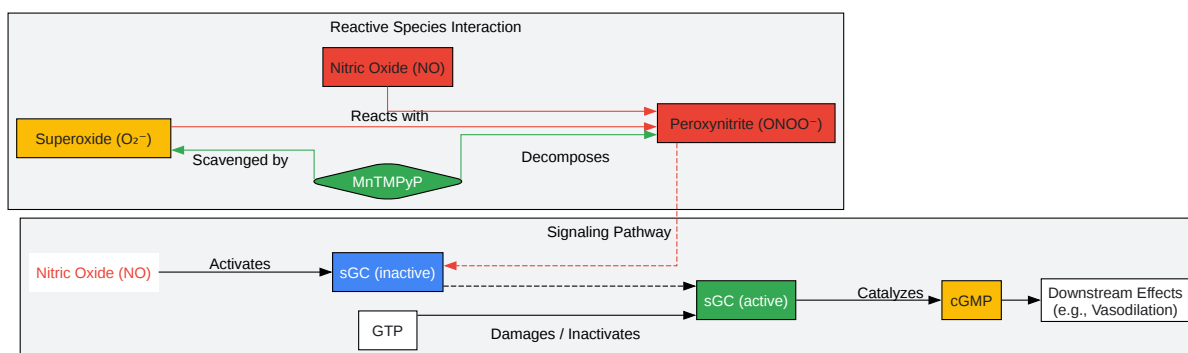 Reactive Species Interaction
Nitric Oxide (NO)
Reacts with
Superoxide (O₂⁻)
Peroxynitrite (ONOO⁻)
Scavenged by
Decomposes
MnTMPyP
Signaling Pathway
Nitric Oxide (NO)
Activates
sGC (inactive)
sGC (active)
Catalyzes
cGMP
Downstream Effects
(e.g., Vasodilation)
GTP
Damages / Inactivates